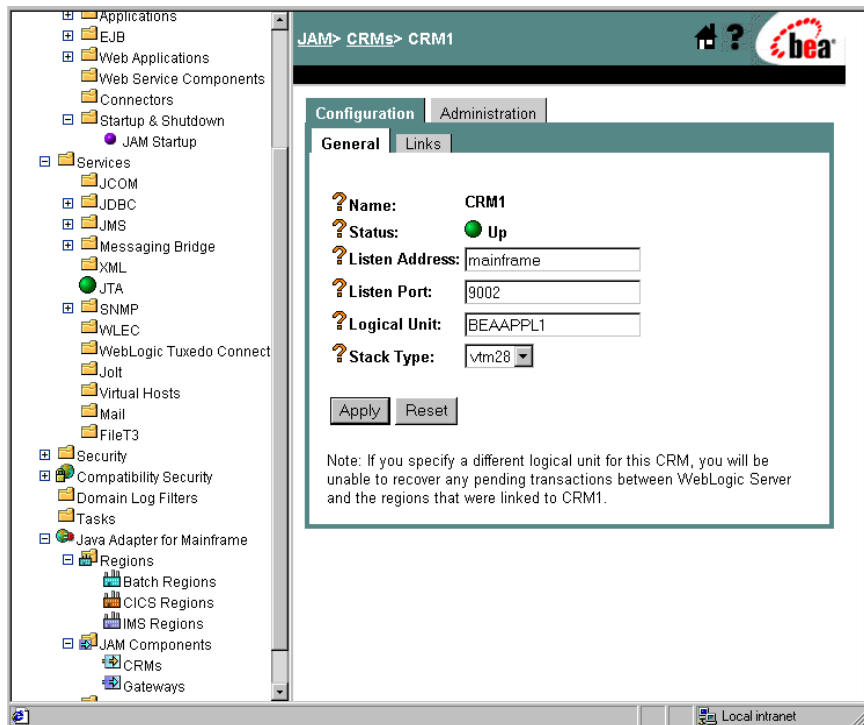 Applications
EJB
Web Applications
Web Service Components
Connectors
Startup & Shutdown
JAM Startup
Services
JCOM
JDBC
JMS
Messaging Bridge
XML
JTA
SNMP
WLEC
WebLogic Tuxedo Connect
Jolt
Virtual Hosts
Mail
FileT3
Security
Compatibility Security
Domain Log Filters
Tasks
Java Adapter for Mainframe
Regions
Batch Regions
CICS Regions
IMS Regions
JAM Components
CRMs
Gateways
JAM> CRMs> CRM1
?
bea
Configuration Administration
General Links
? Name: CRM1
? Status: Up
? Listen Address: mainframe
? Listen Port: 9002
? Logical Unit: BEAAPPL1
? Stack Type: vtm28
Apply Reset
Note: If you specify a different logical unit for this CRM, you will be
unable to recover any pending transactions between WebLogic Server
and the regions that were linked to CRM1.
Local intranet